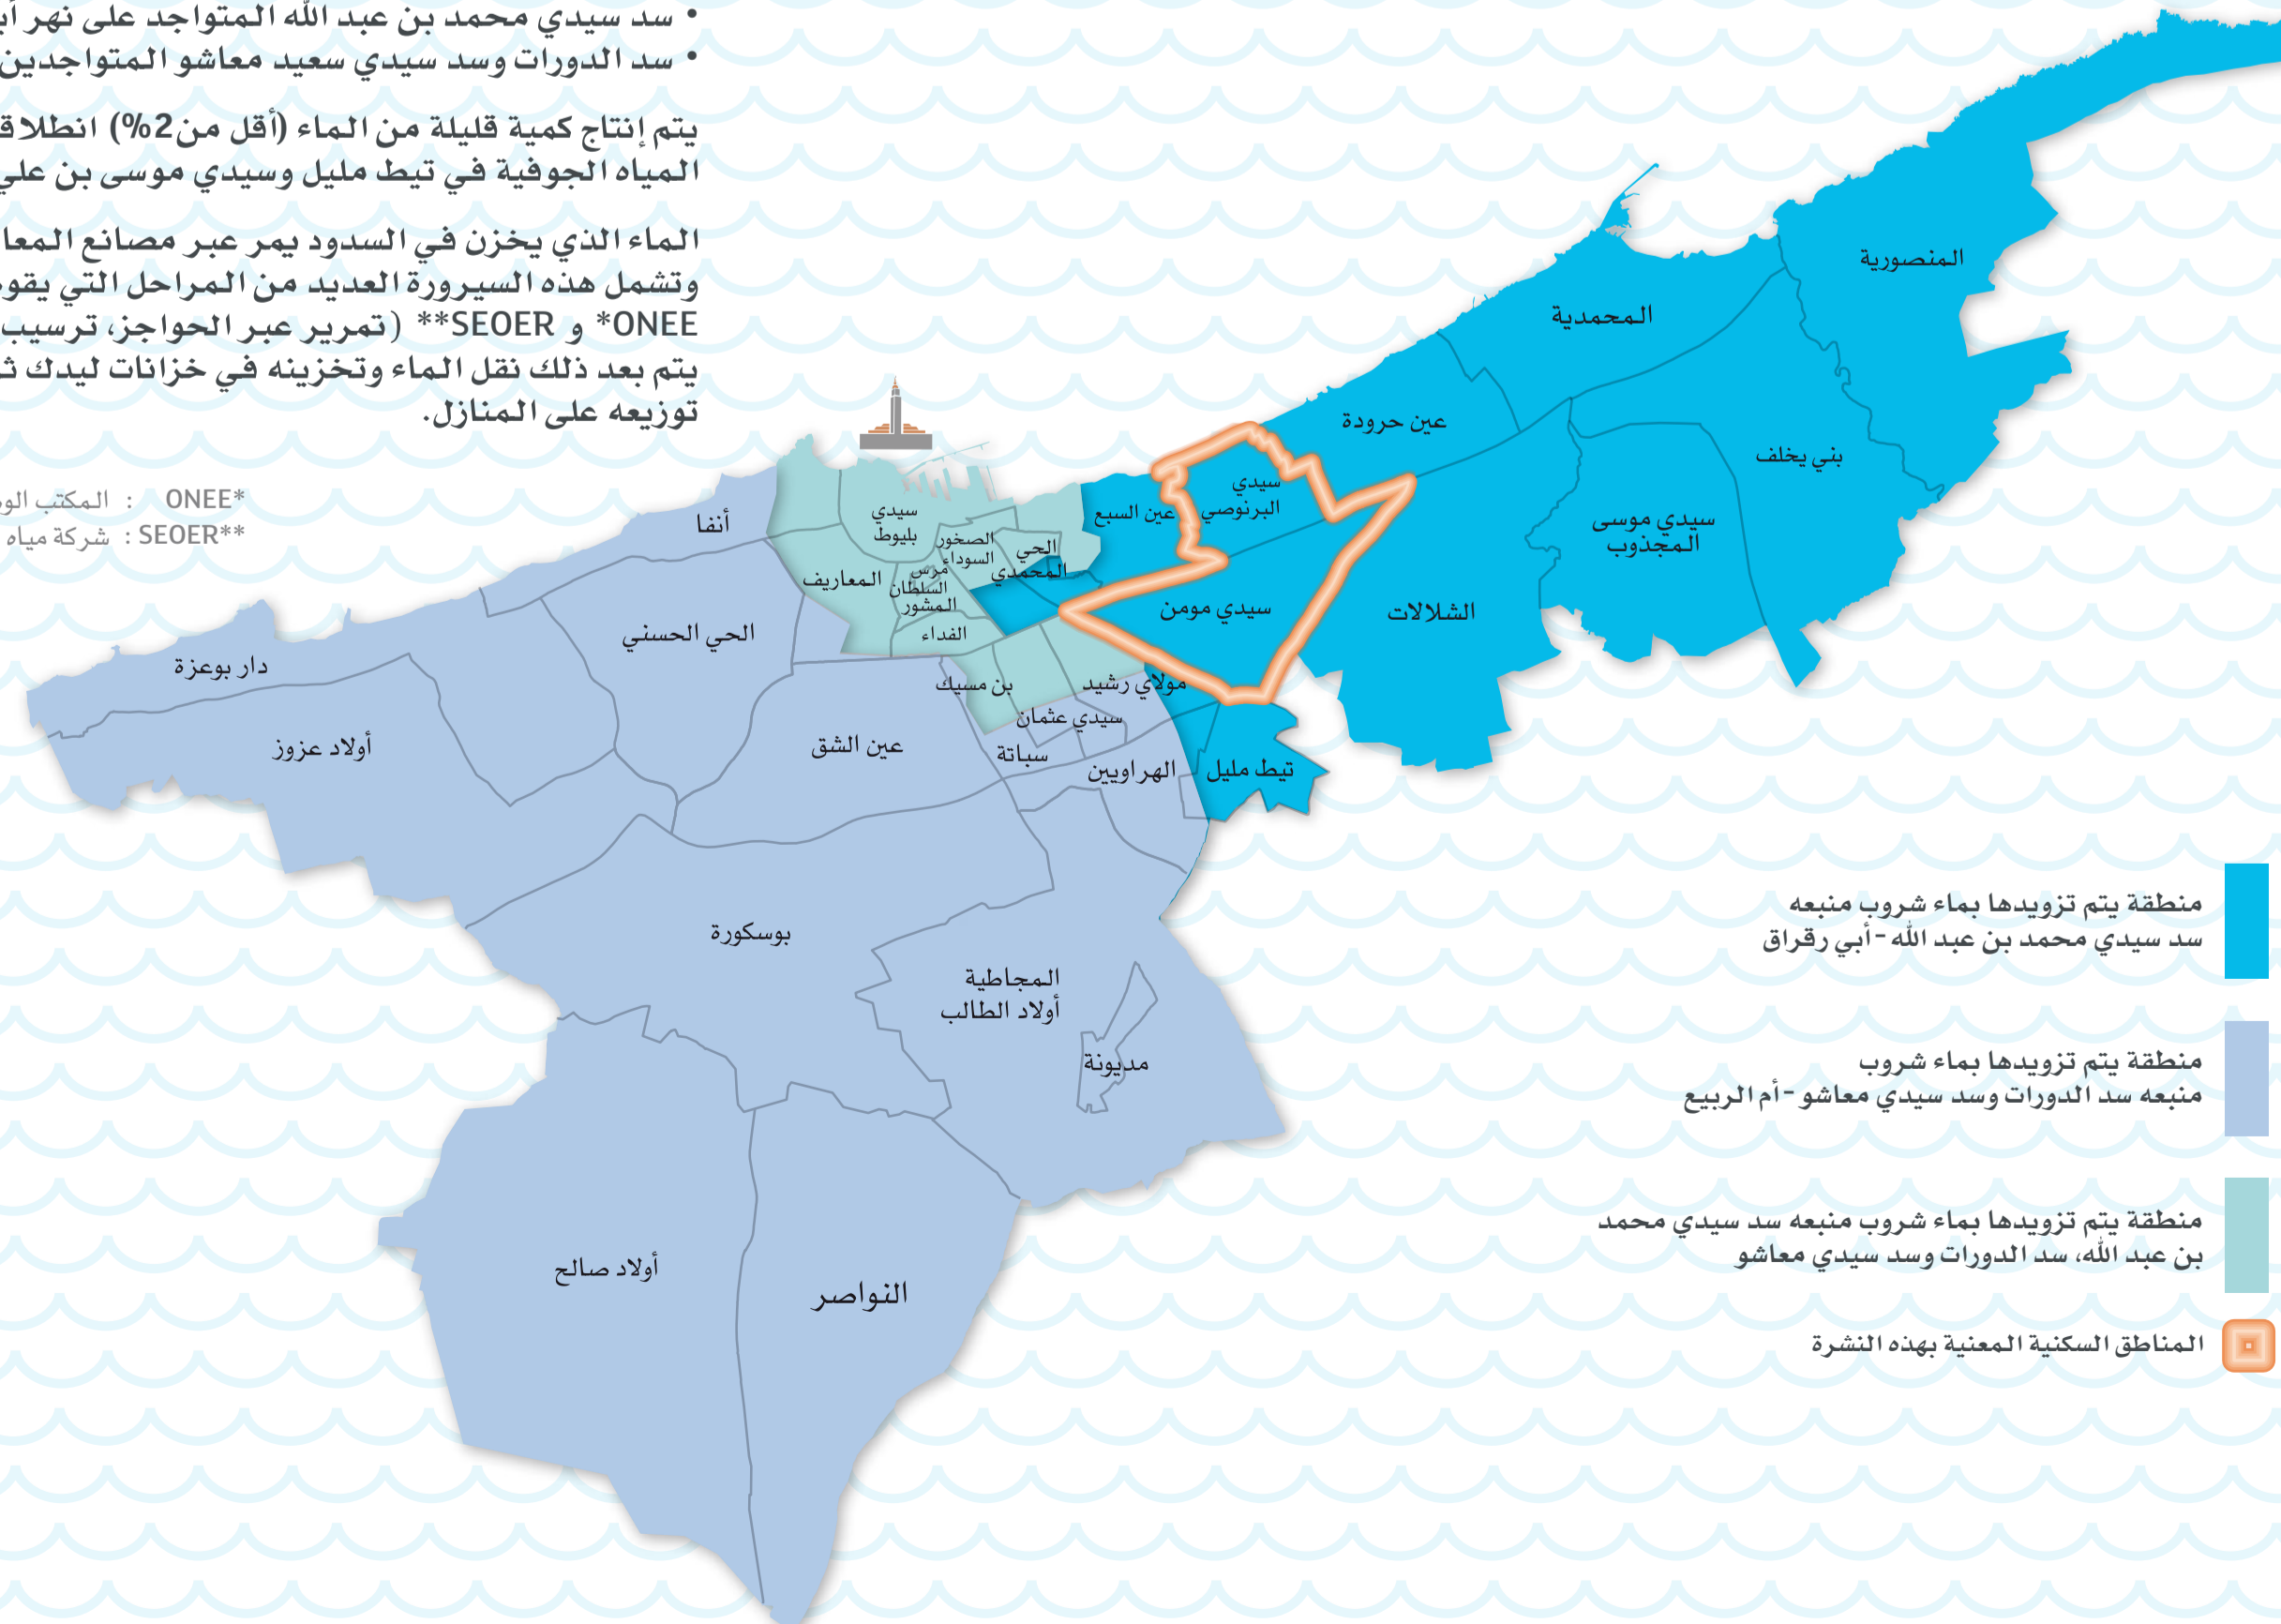 • سد سيدي محمد بن عبد الله المتواجد على نهر
• سد الدورات وسد سيدي سعيد معاشو المتواجدين
يتم إنتاج كمية قليلة من الماء (أقل من2%)
المياه الجوفية في تيط مليل وسيدي موسى بن علي
الماء الذي يخزن في السدود يمر عبر مصانع
وتشمل هذه السيرورة العديد من المراحل التي
ONEE* و SEOER** (تمرير عبر الحواجز، ترسيب
يتم بعد ذلك نقل الماء وتخزينه في خزانات ليدك
توزيعه على المنازل.
*ONEE : المكتب
**SEOER : شركة مياه
المنصورية
المحمدية
عين حرودة
بني يخلف
سيدي
البرنوصي
عين السبع
سيدي موسى
المجذوب
أنفا
سيدي
بليوط
الصخور
السوداء
الحي
المحمدي
مرس
السلطان
المعاريف
المشور
الفداء
سيدي مومن
الشلالات
الحي الحسني
دار بوعزة
بن مسيك
مولاي رشيد
سيدي عثمان
أولاد عزوز
عين الشق
سباتة
الهراويين
تيط مليل
بوسكورة
المجاطية
أولاد الطالب
مديونة
أولاد صالح
النواصر
منطقة يتم تزويدها بماء شروب منبعه
سد سيدي محمد بن عبد الله - أبي رقراق
منطقة يتم تزويدها بماء شروب
منبعه سد الدورات وسد سيدي معاشو - أم الربيع
منطقة يتم تزويدها بماء شروب منبعه سد سيدي محمد
بن عبد الله، سد الدورات وسد سيدي معاشو
المناطق السكنية المعنية بهذه النشرة